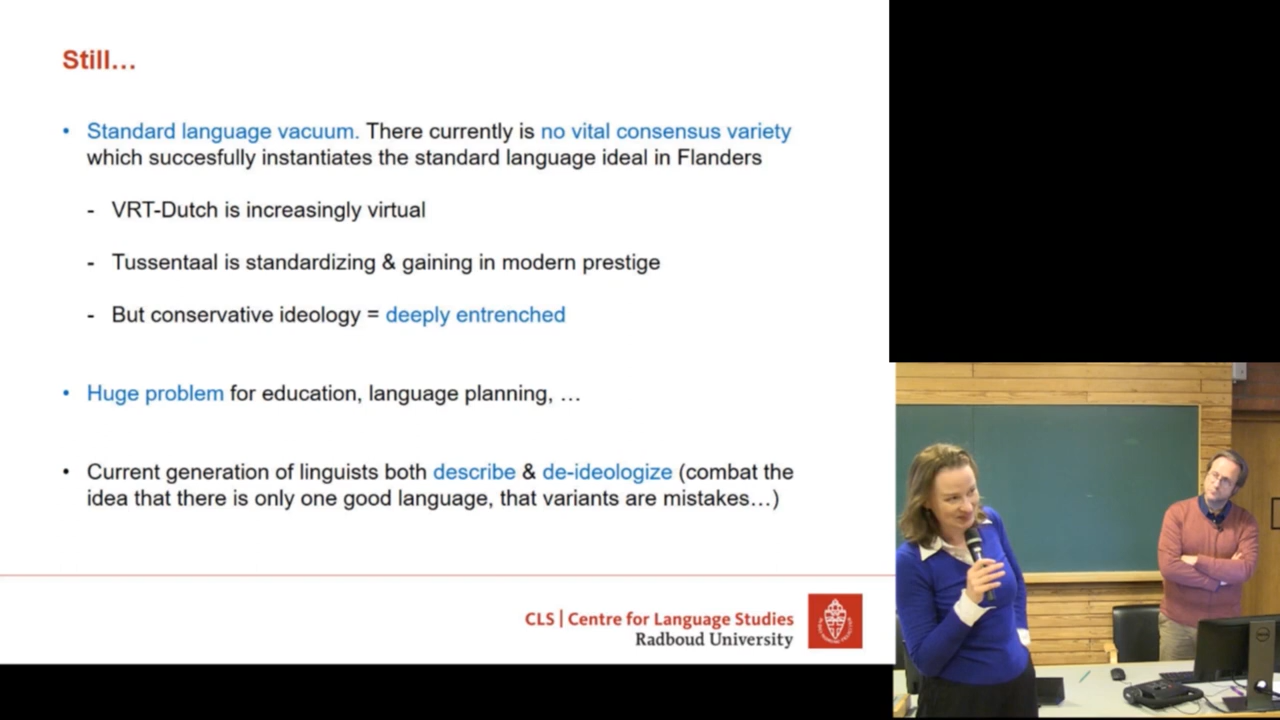 Still...
• Standard language vacuum. There currently is no vital consensus variety
which succesfully instantiates the standard language ideal in Flanders
- VRT-Dutch is increasingly virtual
- Tussentaal is standardizing & gaining in modern prestige
- But conservative ideology = deeply entrenched
• Huge problem for education, language planning, ...
• Current generation of linguists both describe & de-ideologize (combat the
idea that there is only one good language, that variants are mistakes...)
CLS | Centre for Language Studies
Radboud University